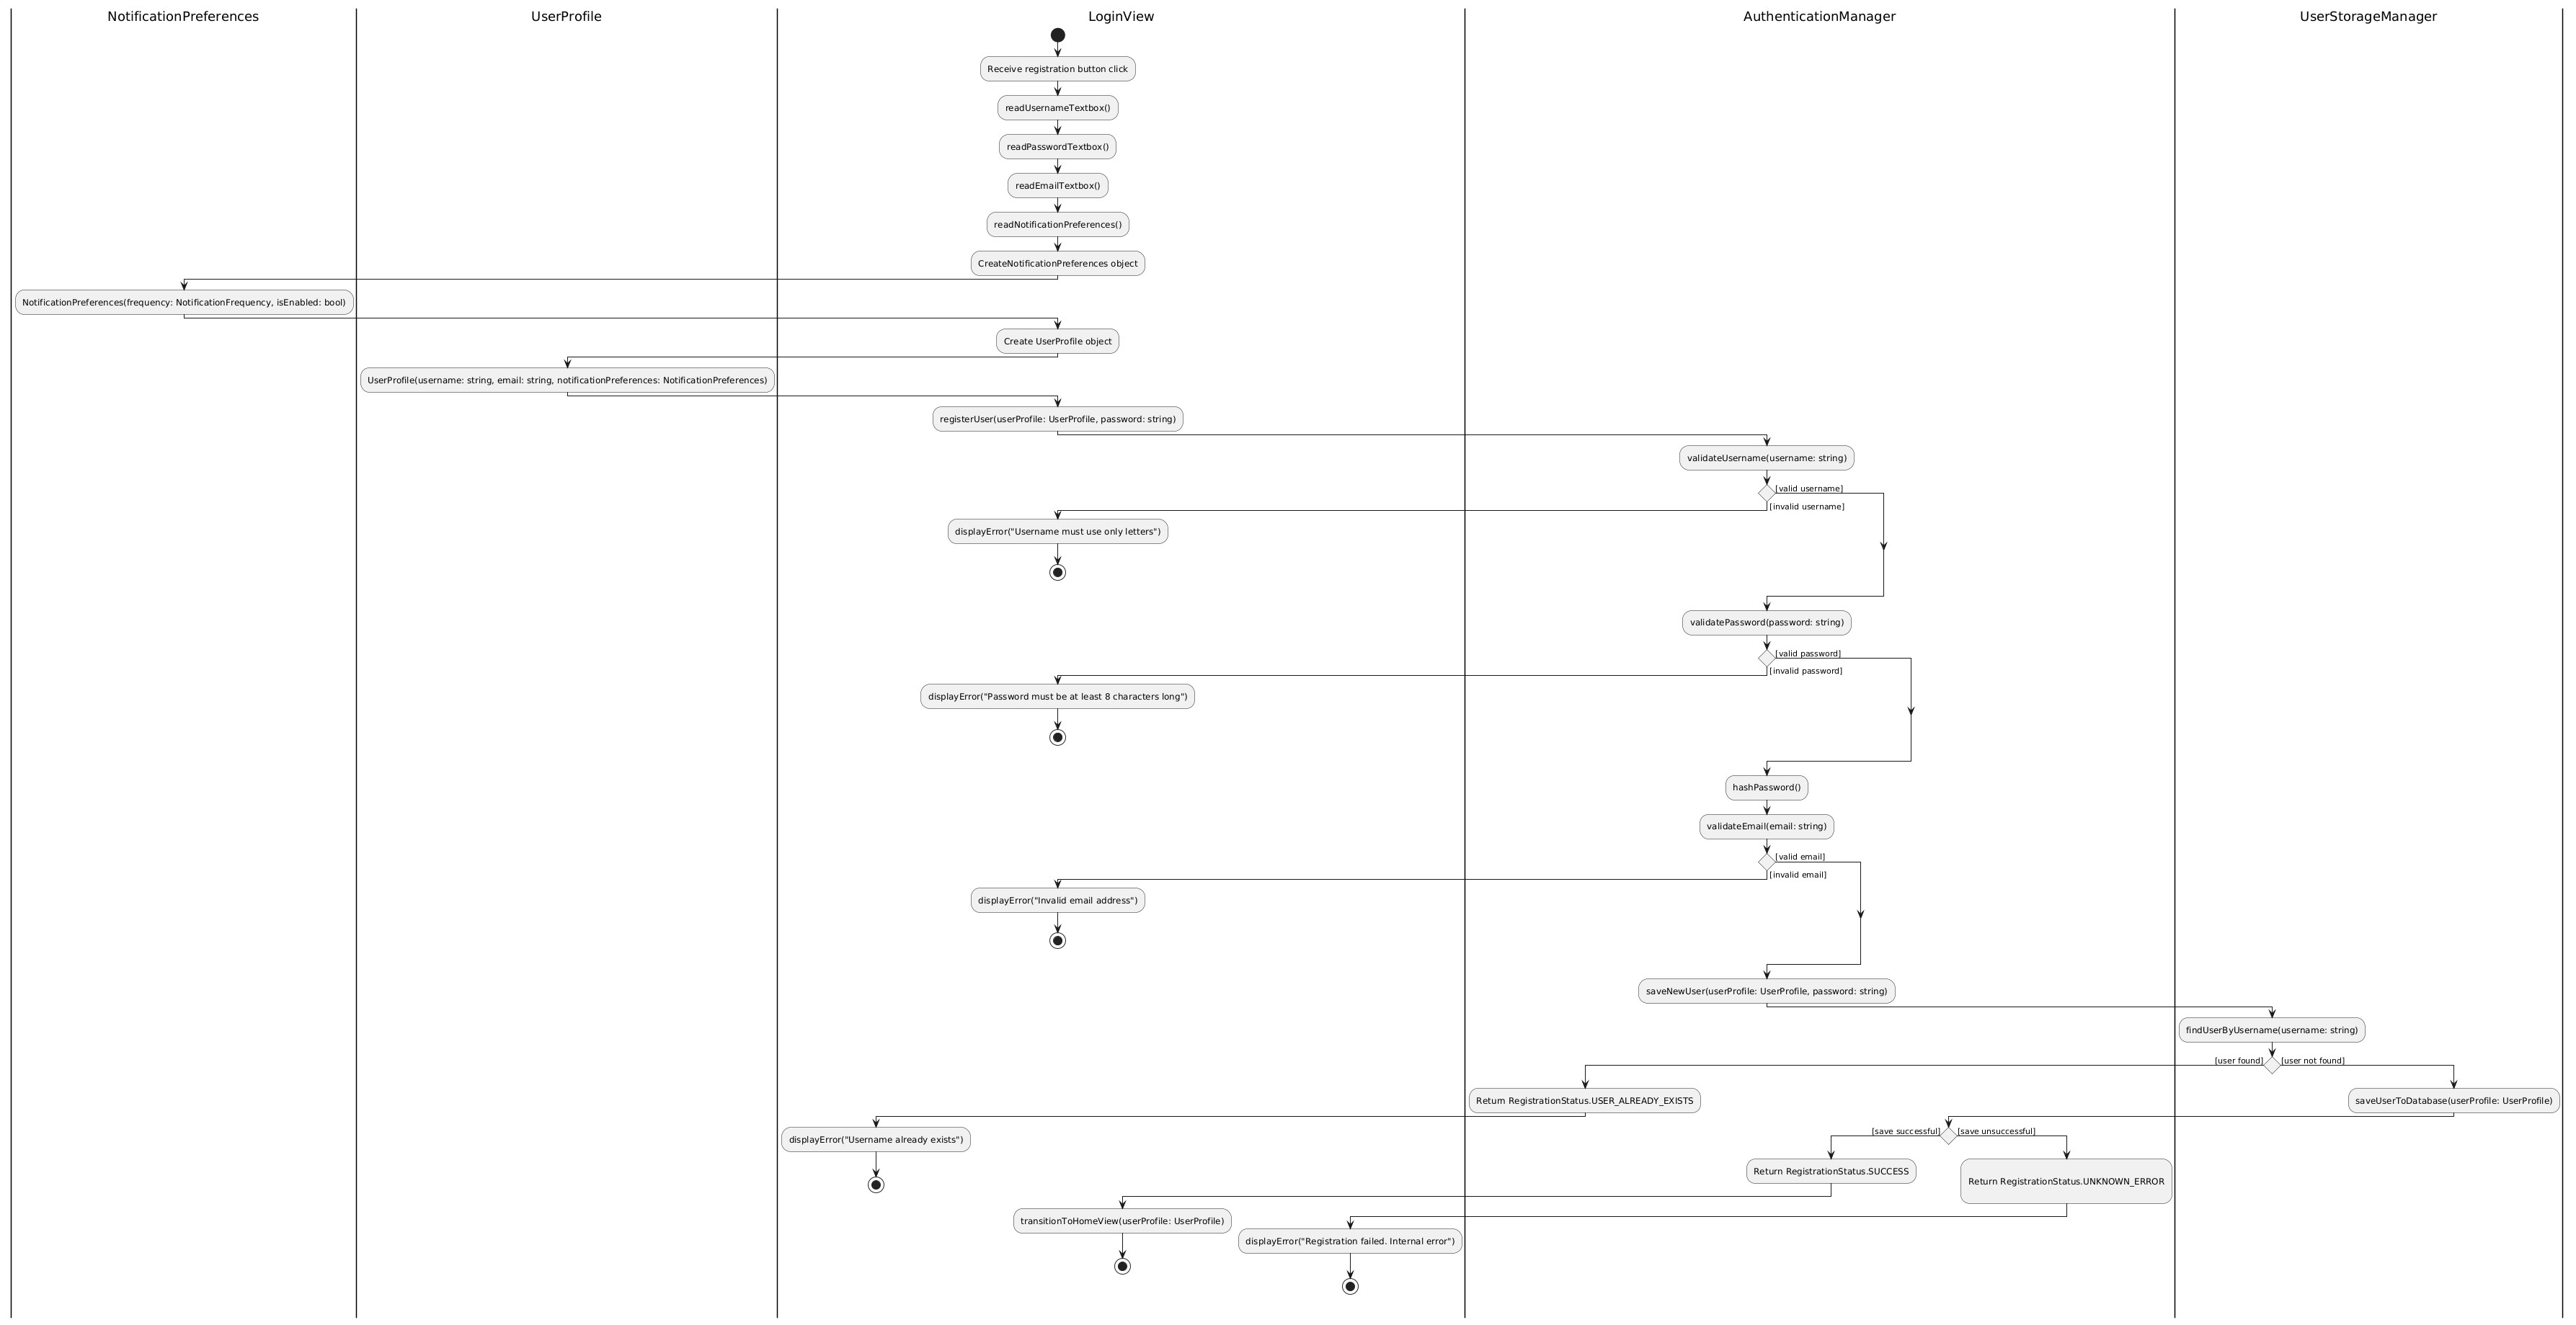 NotificationPreferences
UserProfile
LoginView
AuthenticationManager
UserStorageManager
Receive registration button click
readUsernameTextbox()
readPasswordTextbox()
readEmailTextbox()
readNotificationPreferences()
CreateNotificationPreferences object
NotificationPreferences(frequency: NotificationFrequency, isEnabled: bool)
Create UserProfile object
UserProfile(username: string, email: string, notificationPreferences: NotificationPreferences)
registerUser(userProfile: UserProfile, password: string)
validateUsername(username: string)
[valid username]
[invalid username]
displayError("Username must use only letters")
validatePassword(password: string)
[valid password]
[invalid password]
displayError("Password must be at least 8 characters long")
hashPassword()
validateEmail(email: string)
[valid email]
[invalid email]
displayError("Invalid email address")
saveNewUser(userProfile: UserProfile, password: string)
findUserByUsername(username: string)
[user found]
[user not found]
Return RegistrationStatus.USER_ALREADY_EXISTS
saveUserToDatabase(userProfile: UserProfile)
displayError("Username already exists")
[save successful]
[save unsuccessful]
Return RegistrationStatus.SUCCESS
Return RegistrationStatus.UNKNOWN_ERROR
transitionToHomeView(userProfile: UserProfile)
displayError("Registration failed. Internal error")